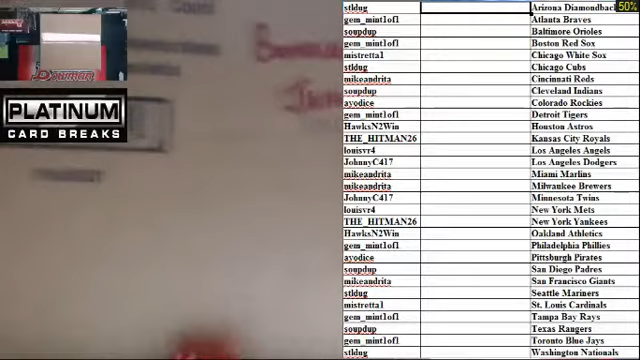 Bowman
PLATINUM
CARD BREAKS
50%
stldug Arizona Diamondbac
gem_mint1of1 Atlanta Braves
soupdup Baltimore Orioles
gem_mint1of1 Boston Red Sox
mistretta1 Chicago White Sox
stldug Chicago Cubs
mikeandrita Cincinnati Reds
soupdup Cleveland Indians
ayodice Colorado Rockies
gem_mint1of1 Detroit Tigers
HawksN2Win Houston Astros
THE_HITMAN26 Kansas City Royals
louisvr4 Los Angeles Angels
JohnnyC417 Los Angeles Dodgers
mikeandrita Miami Marlins
mikeandrita Milwaukee Brewers
JohnnyC417 Minnesota Twins
louisvr4 New York Mets
THE_HITMAN26 New York Yankees
HawksN2Win Oakland Athletics
gem_mint1of1 Philadelphia Phillies
ayodice Pittsburgh Pirates
soupdup San Diego Padres
mikeandrita San Francisco Giants
stldug Seattle Mariners
mistretta1 St. Louis Cardinals
gem_mint1of1 Tampa Bay Rays
soupdup Texas Rangers
gem_mint1of1 Toronto Blue Jays
stldug Washington Nationals